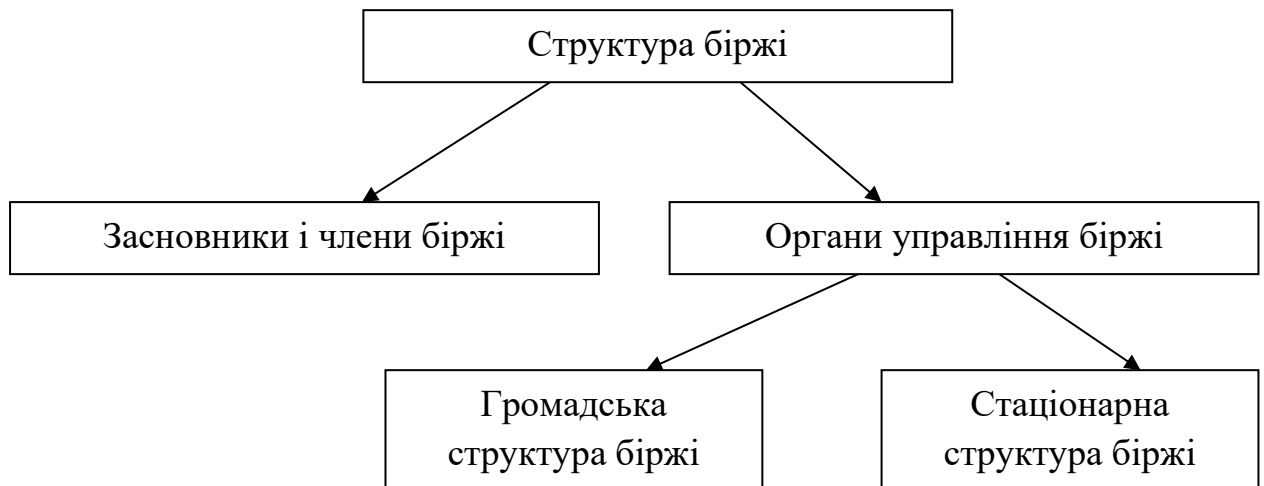 Структура біржі
Засновники і члени біржі
Органи управління біржі
Громадська
структура біржі
Стаціонарна
структура біржі